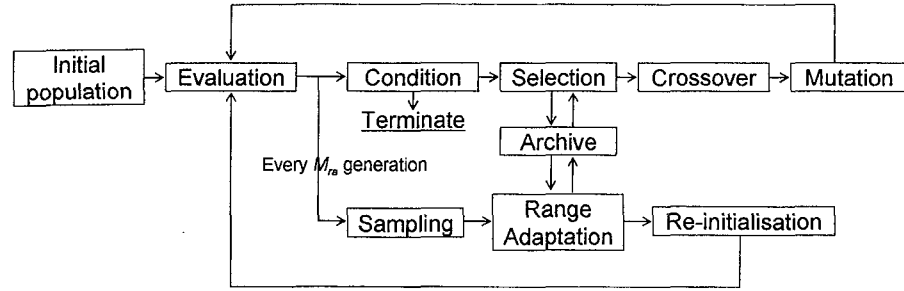 Initial
population
Evaluation
Condition
Selection
Crossover
Mutation
Terminate
Archive
Every M_ra generation
Sampling
Range
Adaptation
Re-initialisation